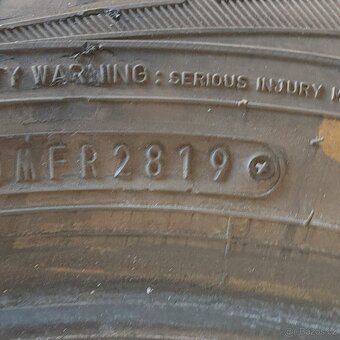 Y WARNING : SERIOUS INJURY
MFR2819